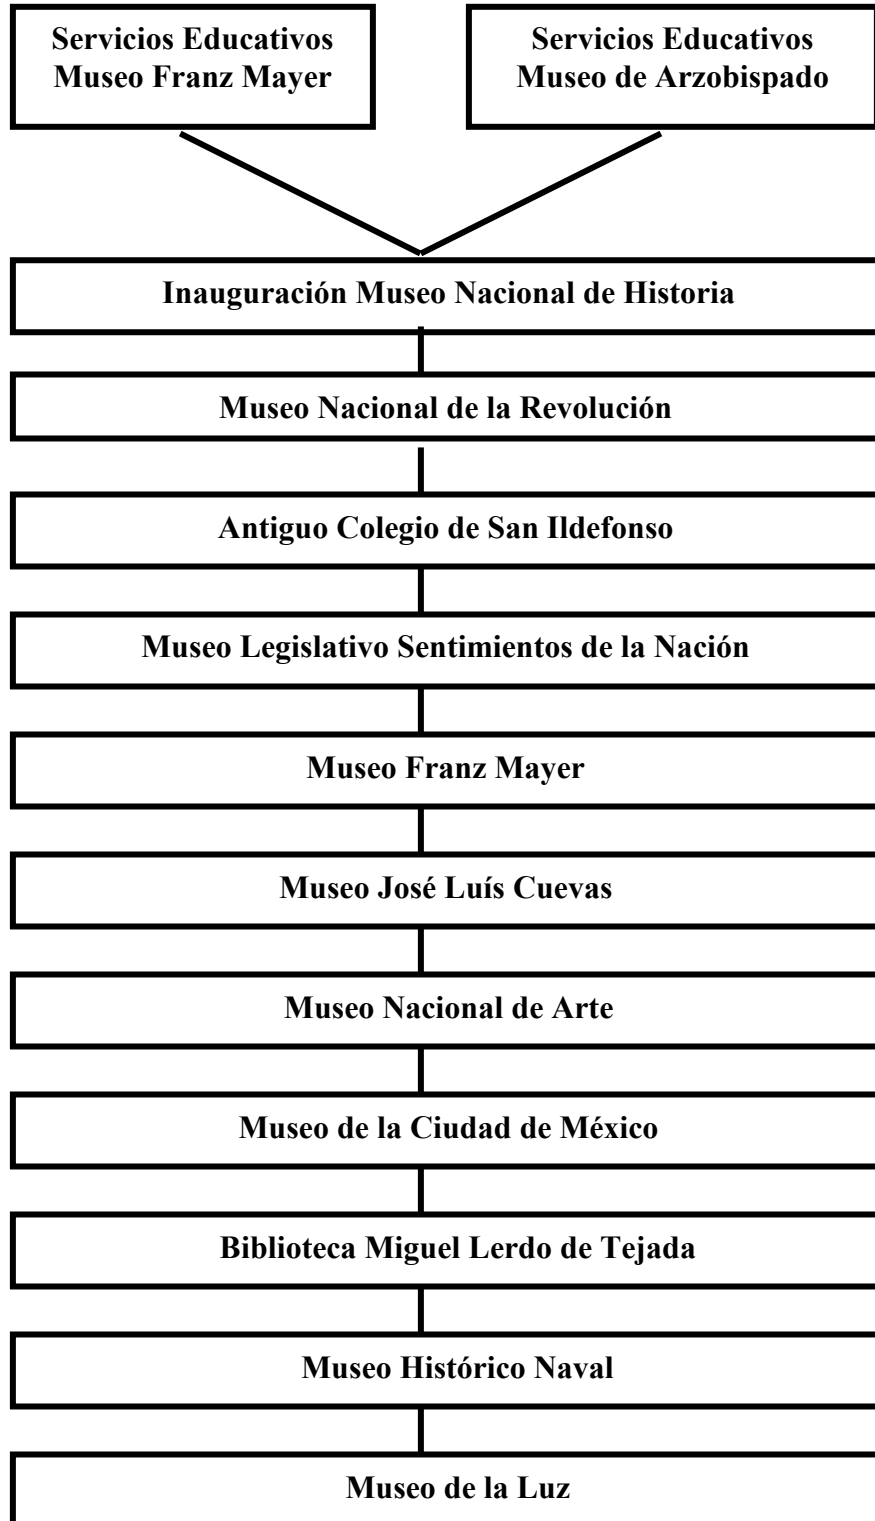 Servicios Educativos
Museo Franz Mayer
Servicios Educativos
Museo de Arzobispado
Inauguración Museo Nacional de Historia
Museo Nacional de la Revolución
Antiguo Colegio de San Ildefonso
Museo Legislativo Sentimientos de la Nación
Museo Franz Mayer
Museo José Luís Cuevas
Museo Nacional de Arte
Museo de la Ciudad de México
Biblioteca Miguel Lerdo de Tejada
Museo Histórico Naval
Museo de la Luz